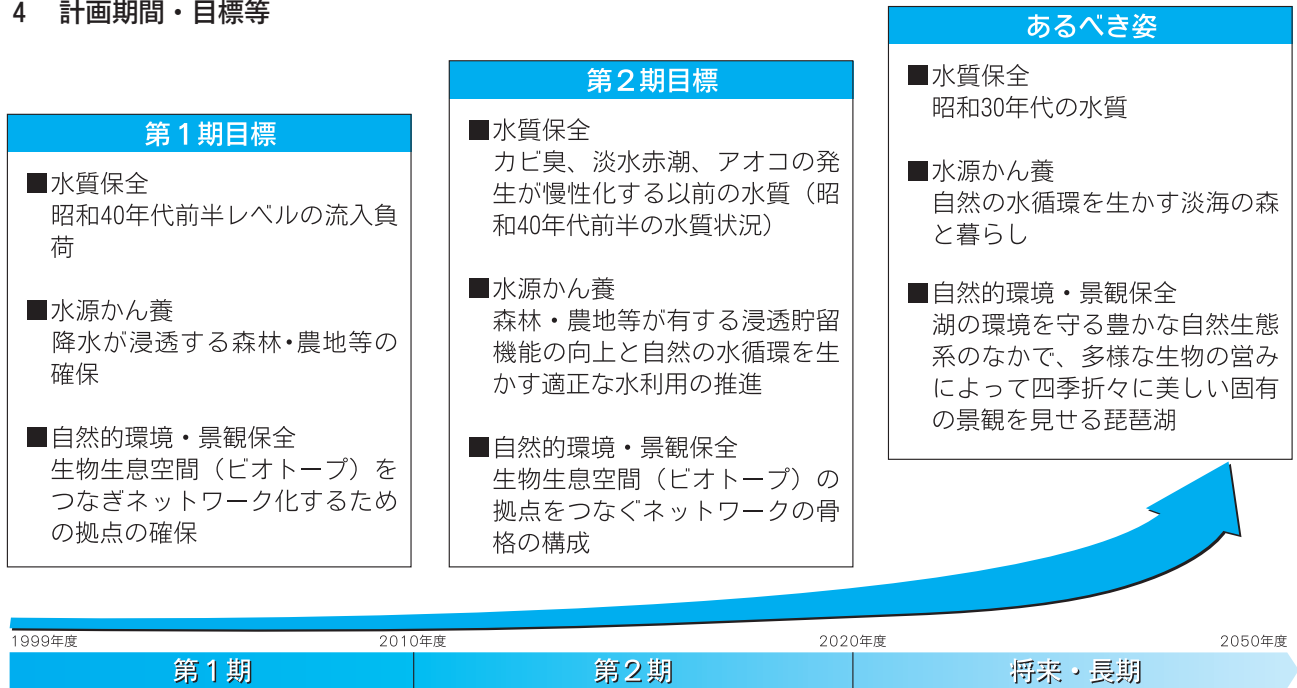 4 計画期間・目標等
第1期目標
■水質保全
昭和40年代前半レベルの流入負
荷
■水源かん養
降水が浸透する森林・農地等の
確保
■自然的環境・景観保全
生物生息空間（ビオトープ）を
つなぎネットワーク化するため
の拠点の確保
第2期目標
■水質保全
カビ臭、淡水赤潮、アオコの発
生が慢性化する以前の水質（昭
和40年代前半の水質状況）
■水源かん養
森林・農地等が有する浸透貯留
機能の向上と自然の水循環を生
かす適正な水利用の推進
■自然的環境・景観保全
生物生息空間（ビオトープ）の
拠点をつなぐネットワークの骨
格の構成
あるべき姿
■水質保全
昭和30年代の水質
■水源かん養
自然の水循環を生かす淡海の森
と暮らし
■自然的環境・景観保全
湖の環境を守る豊かな自然生態
系のなかで、多様な生物の営み
によって四季折々に美しい固有
の景観を見せる琵琶湖
1999年度 2010年度 2020年度 2050年度
第1期 第2期 将来・長期